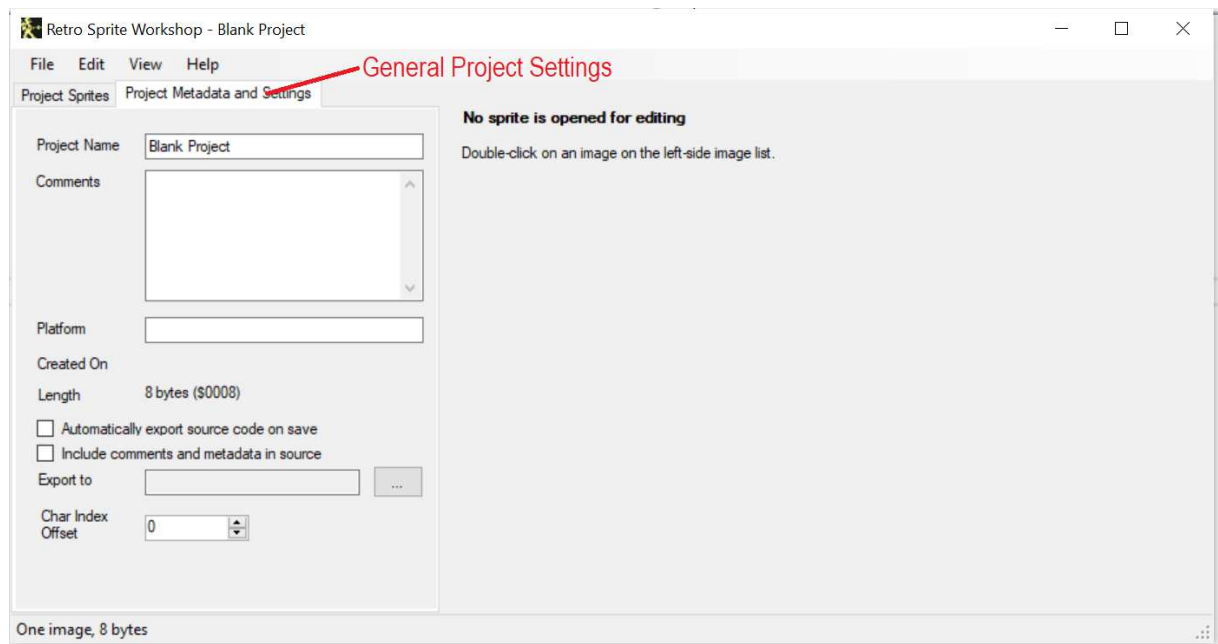 Retro Sprite Workshop - Blank Project
File Edit View Help
General Project Settings
Project Sprites Project Metadata and Settings
No sprite is opened for editing
Double-click on an image on the left-side image list.
Project Name Blank Project
Comments
Platform
Created On
Length 8 bytes ($0008)
Automatically export source code on save
Include comments and metadata in source
Export to ...
Char Index
Offset 0
One image, 8 bytes